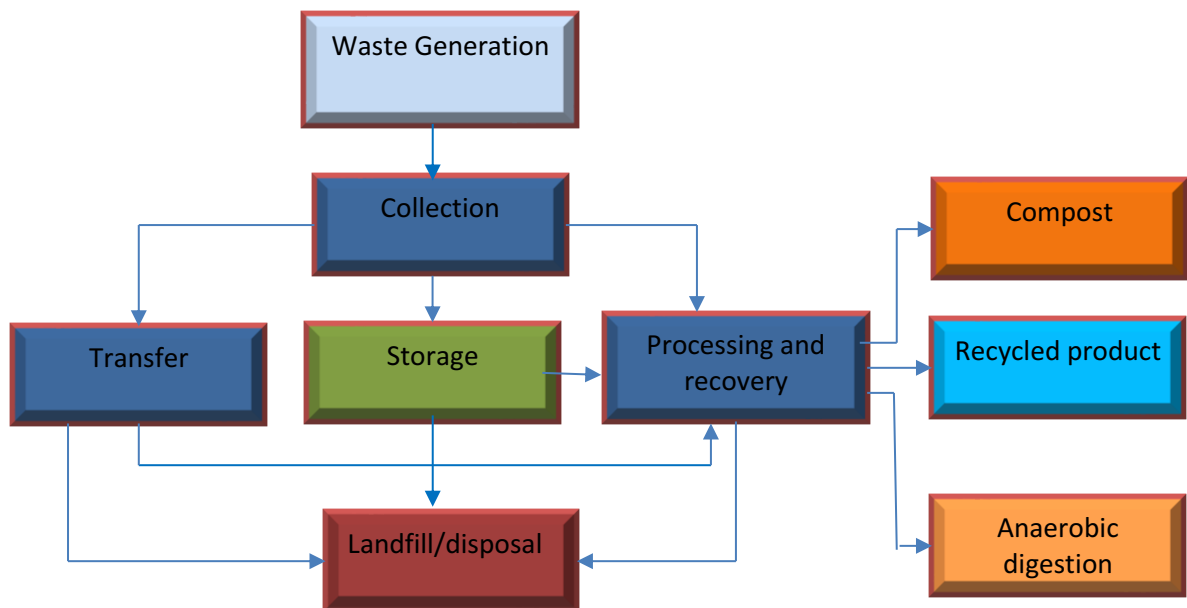 Waste Generation
Collection
Compost
Transfer
Storage
Processing and
recovery
Recycled product
Landfill/disposal
Anaerobic
digestion